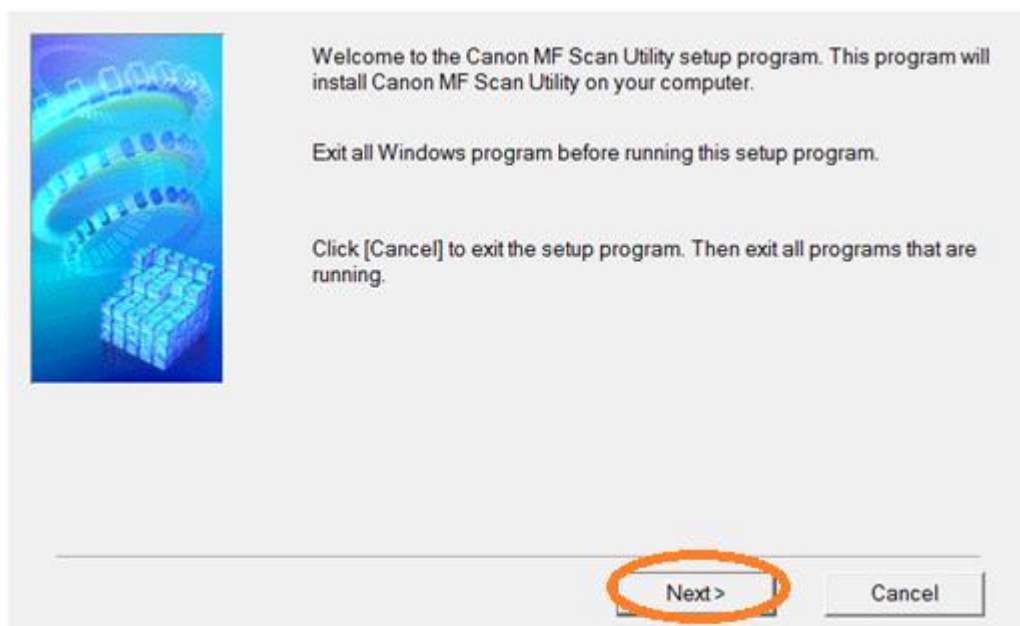 Welcome to the Canon MF Scan Utility setup program. This program will
install Canon MF Scan Utility on your computer.
Exit all Windows program before running this setup program.
Click [Cancel] to exit the setup program. Then exit all programs that are
running.
Next >
Cancel